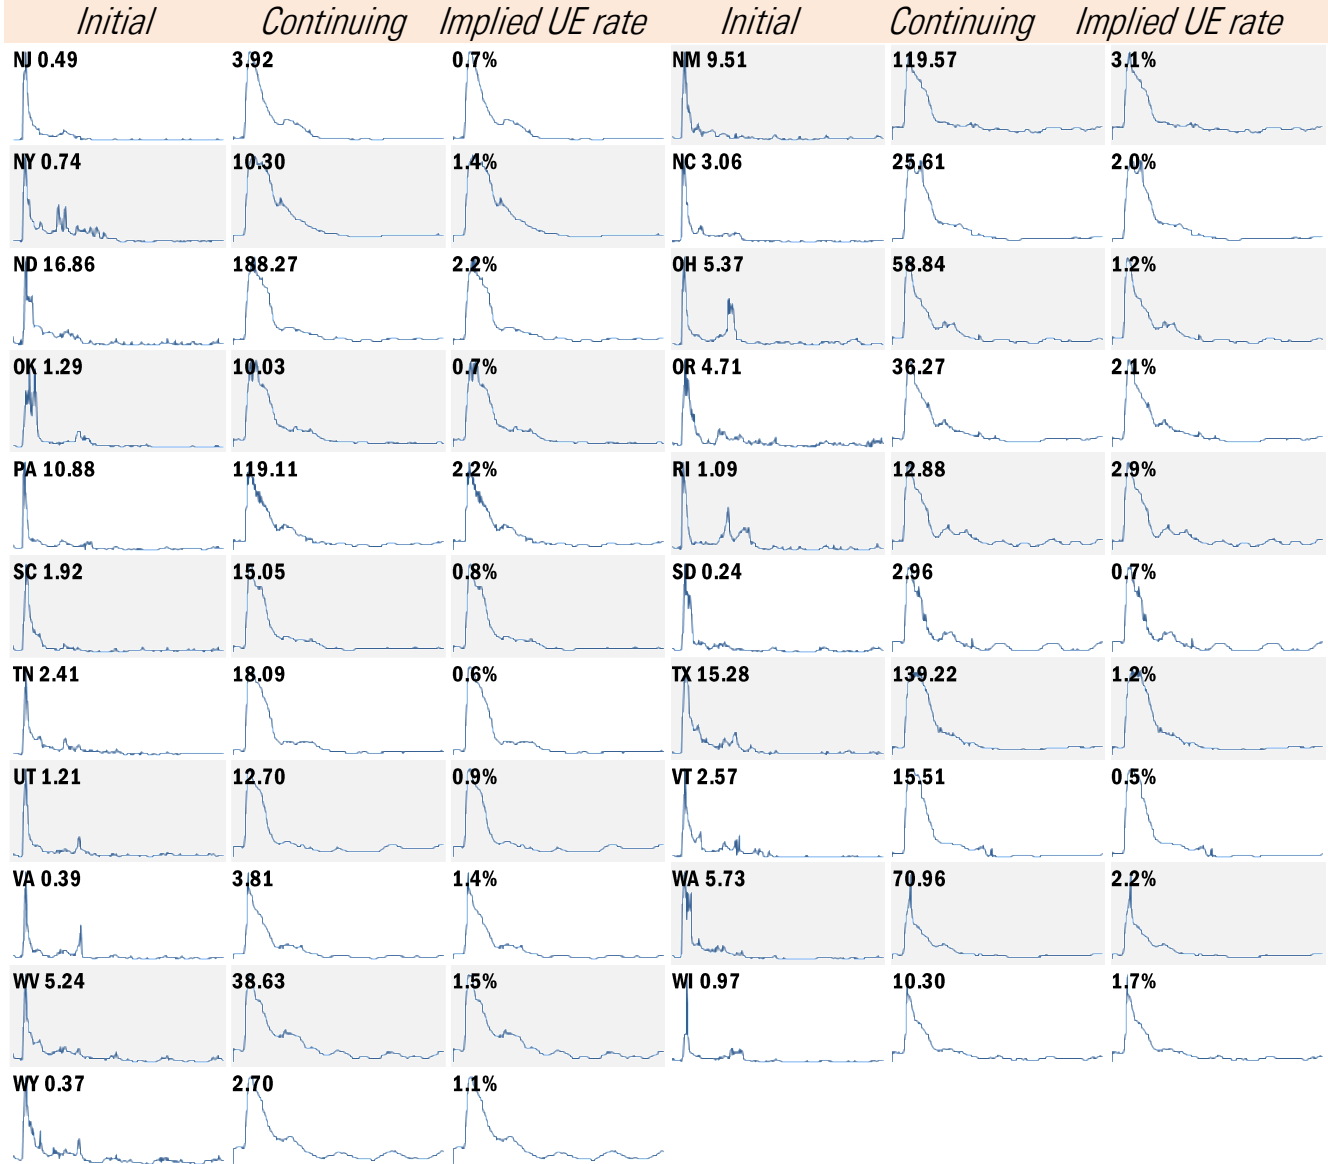 Initial Continuing Implied UE rate Initial Continuing Implied UE rate
NJ 0.49 3.92 0.7% NM 9.51 119.57 3.1%
NY 0.74 10.30 1.4% NC 3.06 25.61 2.0%
ND 16.86 188.27 2.2% OH 5.37 58.84 1.2%
OK 1.29 10.03 0.7% OR 4.71 36.27 2.1%
PA 10.88 119.11 2.2% RI 1.09 12.88 2.9%
SC 1.92 15.05 0.8% SD 0.24 2.96 0.7%
TN 2.41 18.09 0.6% TX 15.28 139.22 1.2%
UT 1.21 12.70 0.9% VT 2.57 15.51 0.5%
VA 0.39 3.81 1.4% WA 5.73 70.96 2.2%
WV 5.24 38.63 1.5% WI 0.97 10.30 1.7%
WY 0.37 2.70 1.1%